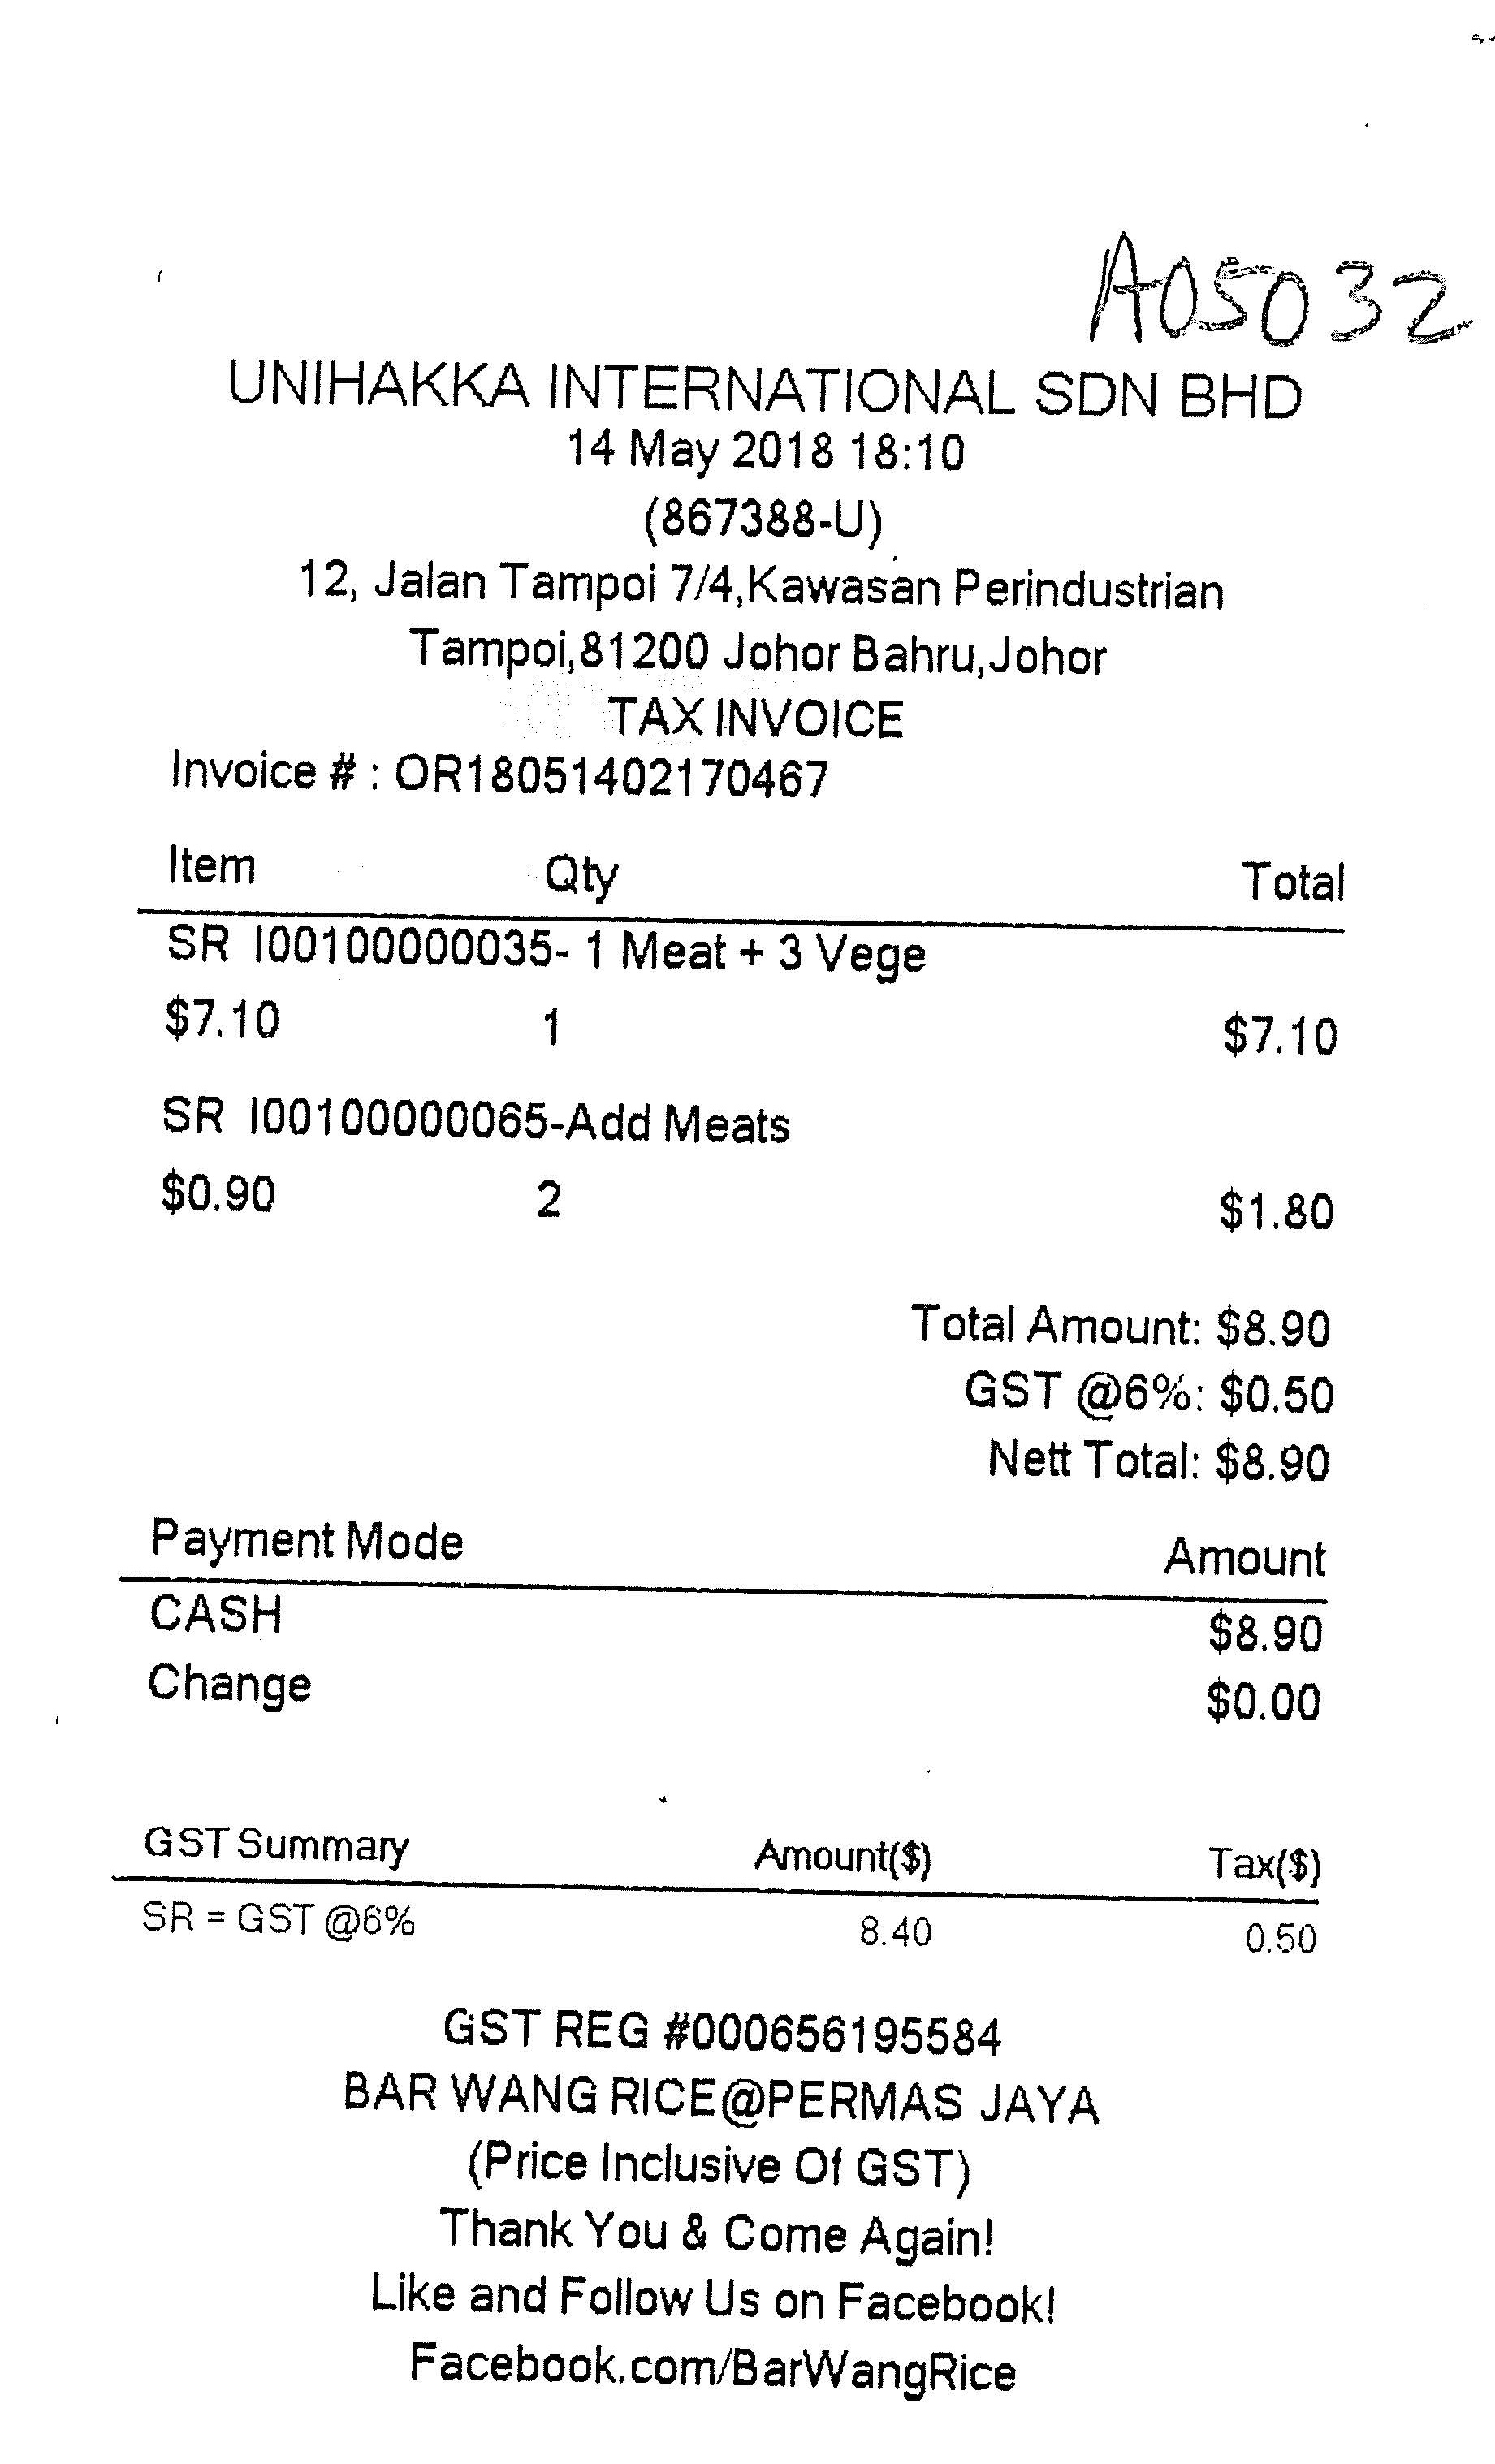 A05032
UNIHAKKA INTERNATIONAL SDN BHD
14 May 2018 18:10
(867388-U)
12, Jalan Tampoi 7/4,Kawasan Perindustrian
Tampoi,81200 Johor Bahru,Johor
TAX INVOICE
Invoice # : OR18051402170467
Item Qty Total
SR I00100000035- 1 Meat + 3 Vege
$7.10 1 $7.10
SR I00100000065-Add Meats
$0.90 2 $1.80
Total Amount: $8.90
GST @6%: $0.50
Nett Total: $8.90
Payment Mode Amount
CASH $8.90
Change $0.00
GST Summary Amount($) Tax($)
SR = GST @6% 8.40 0.50
GST REG #000656195584
BAR WANG RICE@PERMAS JAYA
(Price Inclusive Of GST)
Thank You & Come Again!
Like and Follow Us on Facebook!
Facebook.com/BarWangRice